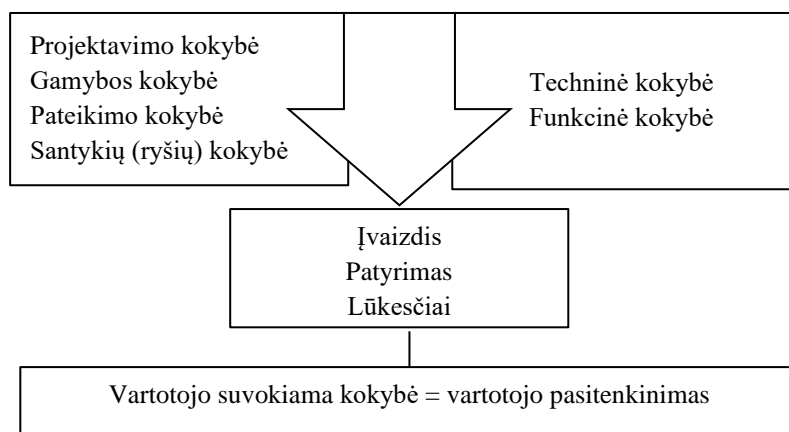 Projektavimo kokybė
Gamybos kokybė
Pateikimo kokybė
Santykių (ryšių) kokybė
Techninė kokybė
Funkcinė kokybė
Įvaizdis
Patyrimas
Lūkesčiai
Vartotojo suvokiama kokybė = vartotojo pasitenkinimas